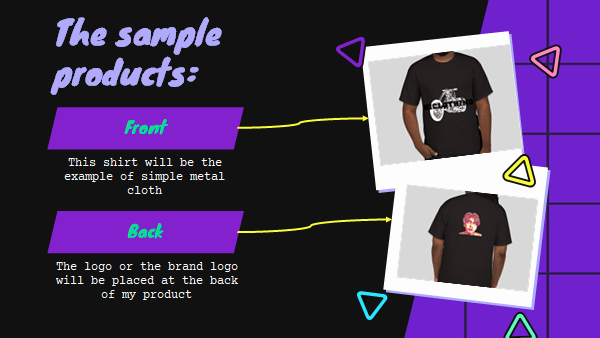 The sample
products:
Front
This shirt will be the
example of simple metal
cloth
Back
The logo or the brand logo
will be placed at the back
of my product